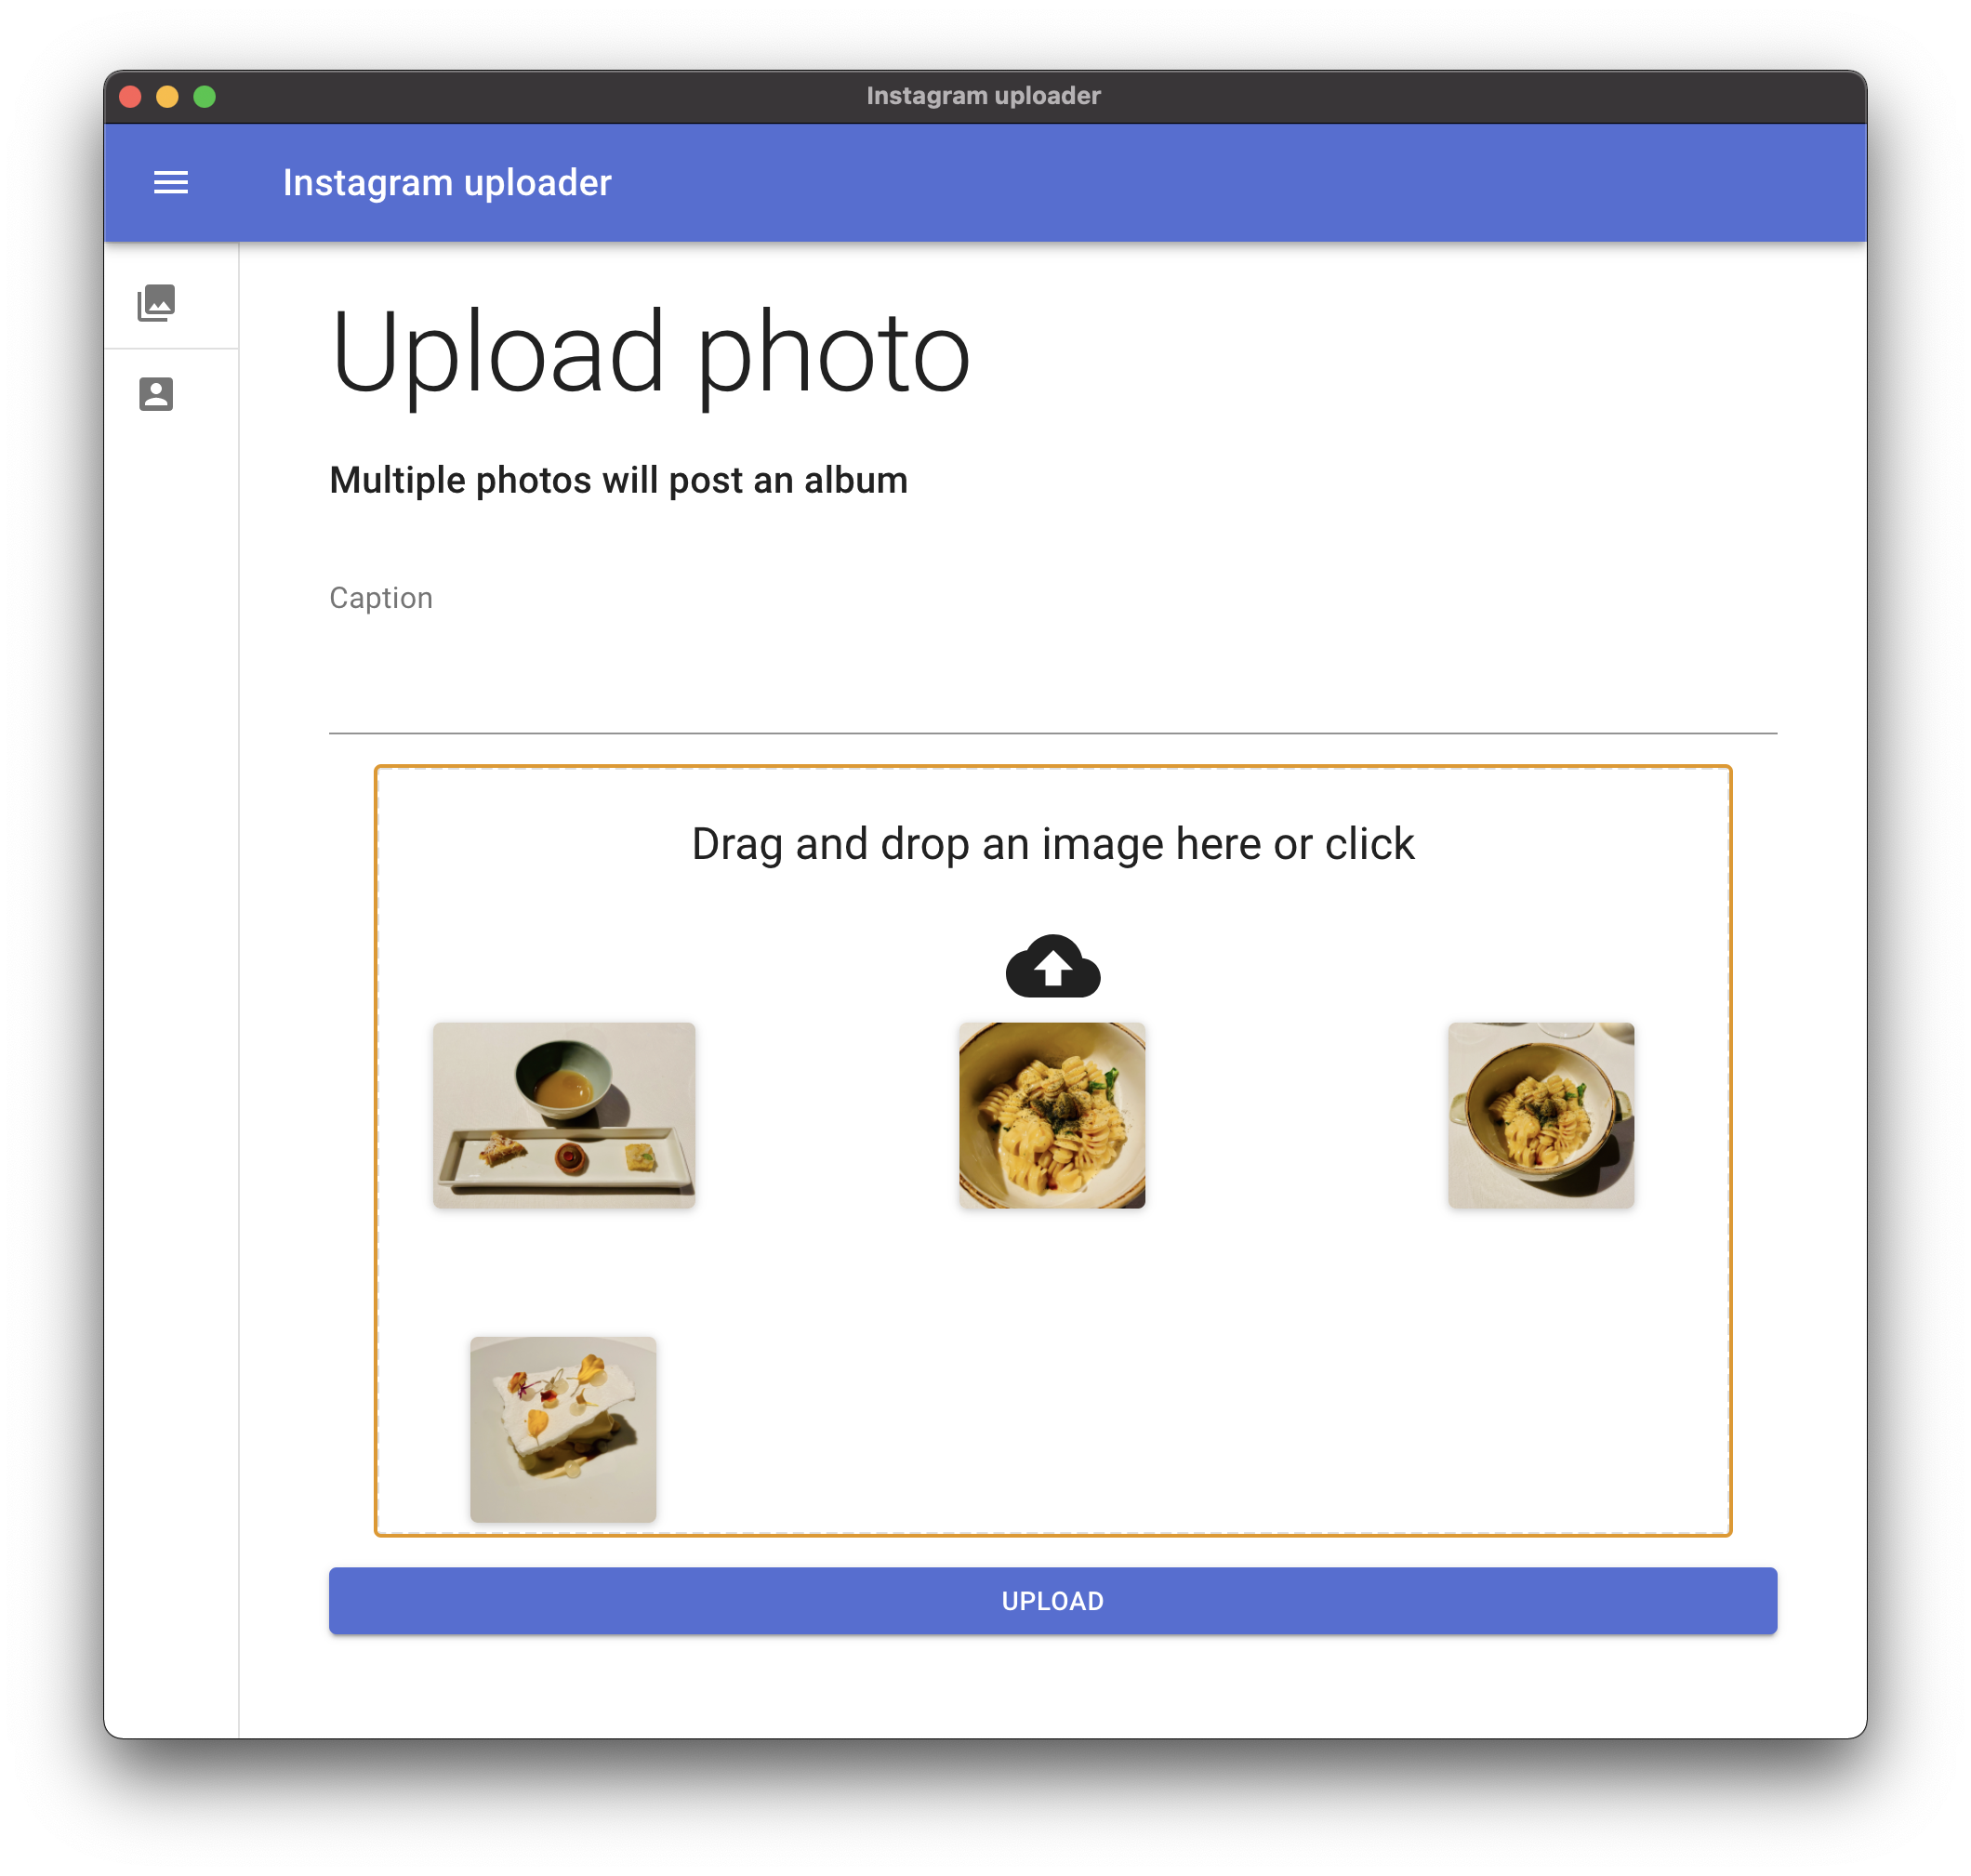 Instagram uploader
Instagram uploader
Upload photo
Multiple photos will post an album
Caption
Drag and drop an image here or click
UPLOAD